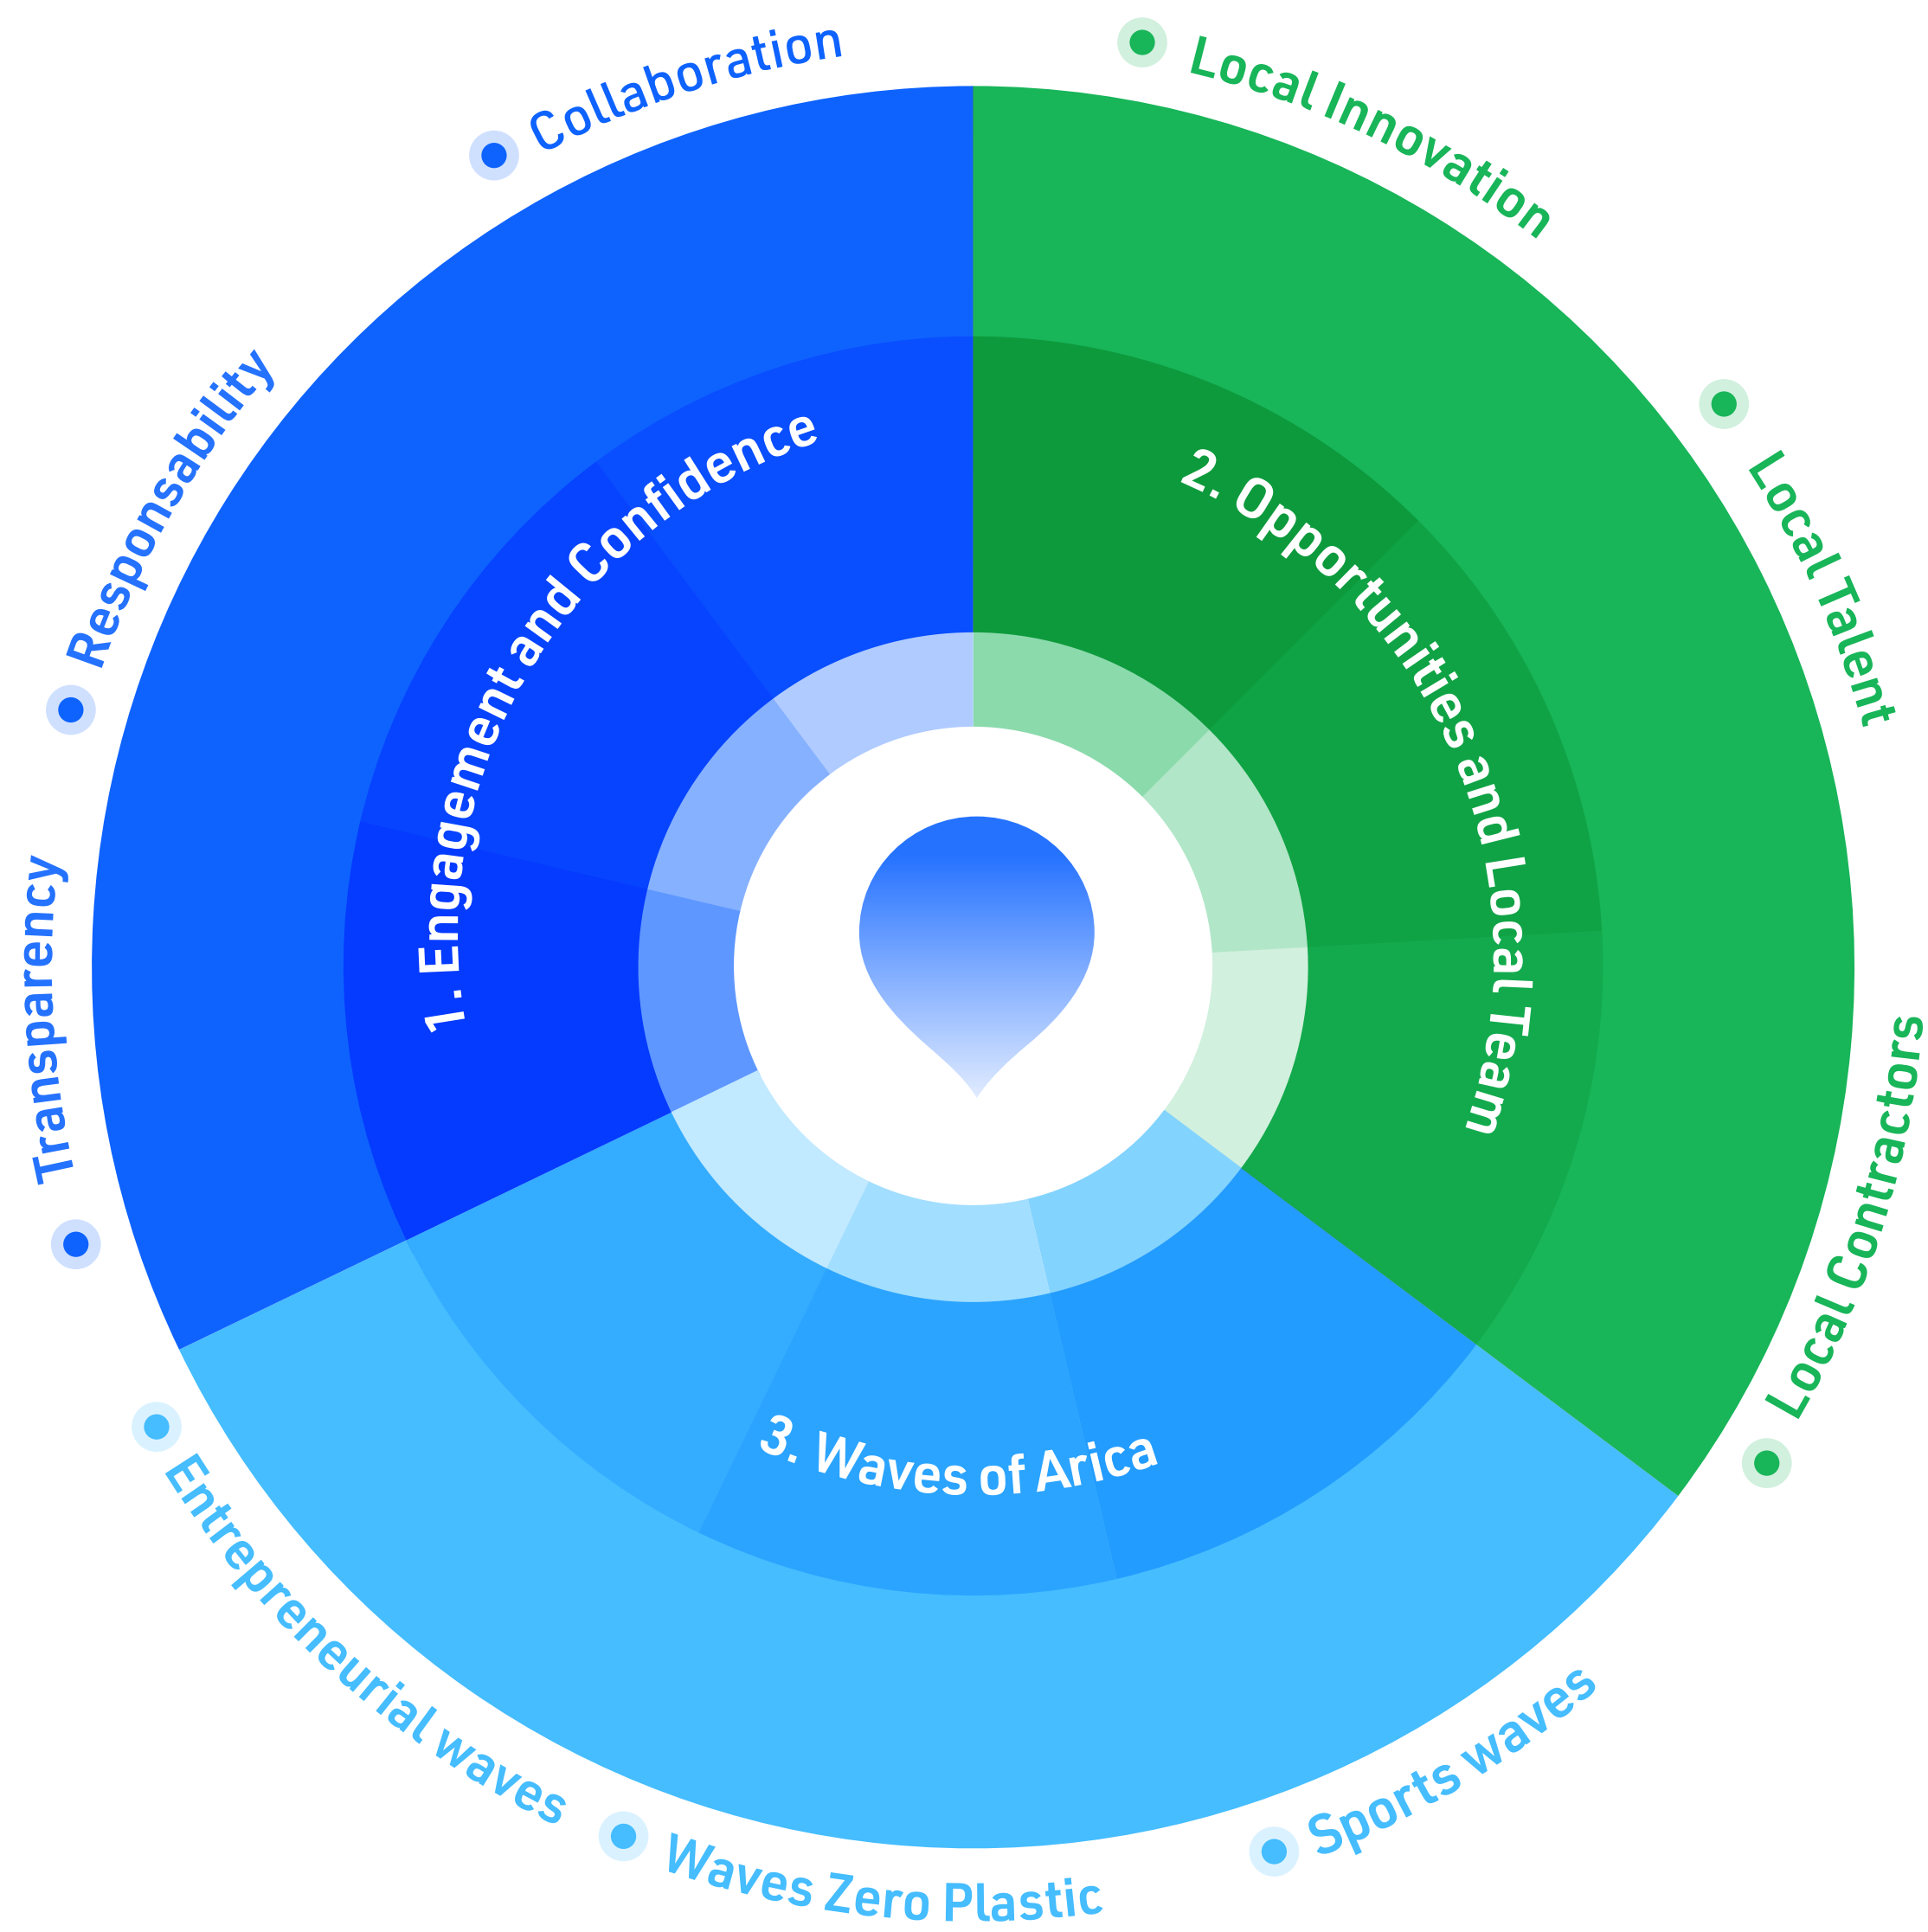 Collaboration
Local Innovation
Responsability
Local Talent
1. Engagement and Confidence
2. Opportunities and Local Team
Transparency
Local Contractors
3. Waves of Africa
Entrepreneurial waves
Sports waves
Waves Zero Plastic